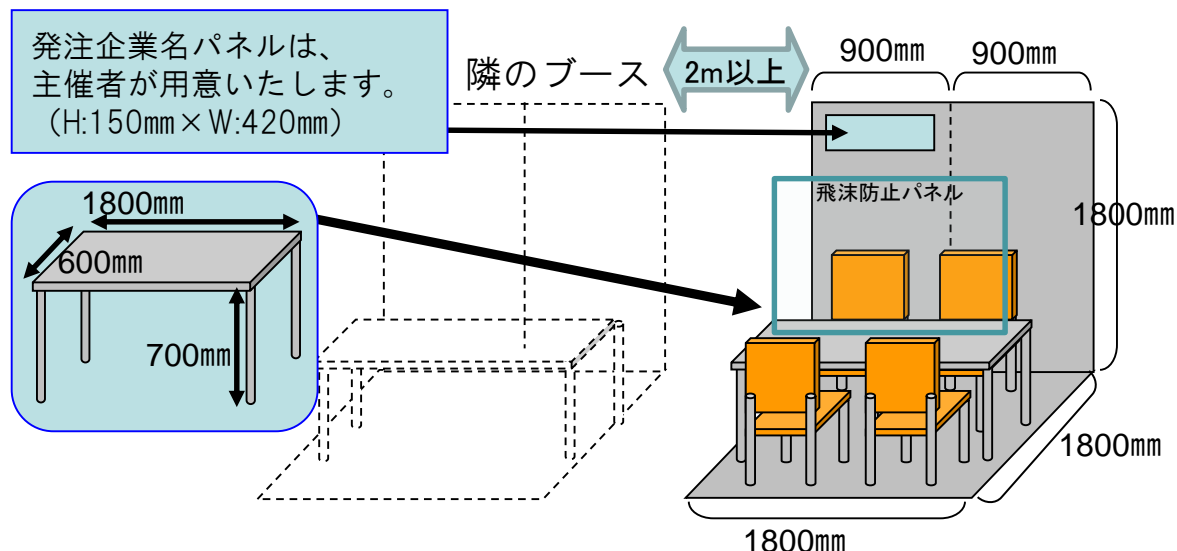 発注企業名パネルは、
主催者が用意いたします。
（H:150㎜×W:420㎜）
隣のブース
2m以上
900㎜
900㎜
飛沫防止パネル
1800㎜
1800㎜
600㎜
700㎜
1800㎜
1800㎜